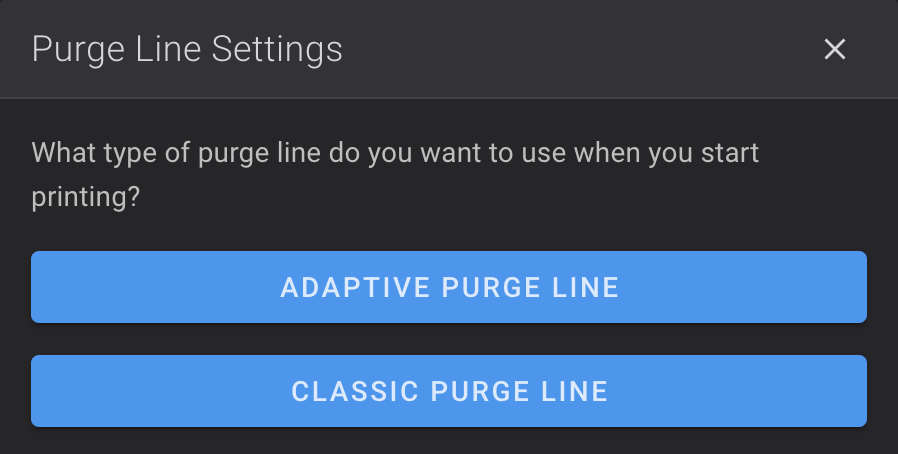 Purge Line Settings
What type of purge line do you want to use when you start
printing?
ADAPTIVE PURGE LINE
CLASSIC PURGE LINE